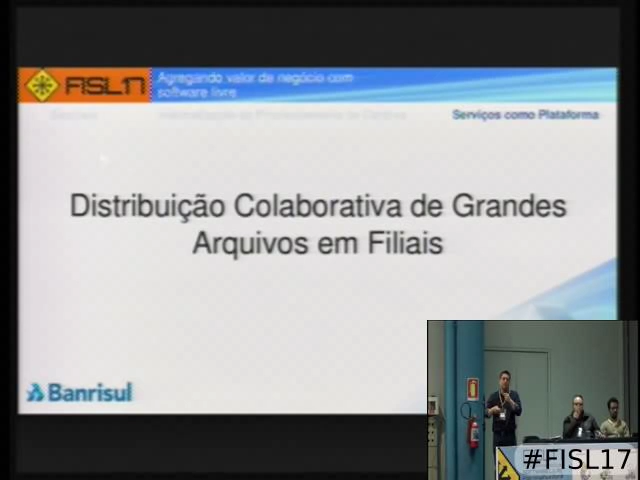 FISL17
Agregando valor de negócio com
software livre
Serviços como Plataforma
Distribuição Colaborativa de Grandes
Arquivos em Filiais
Banrisul
#FISL17